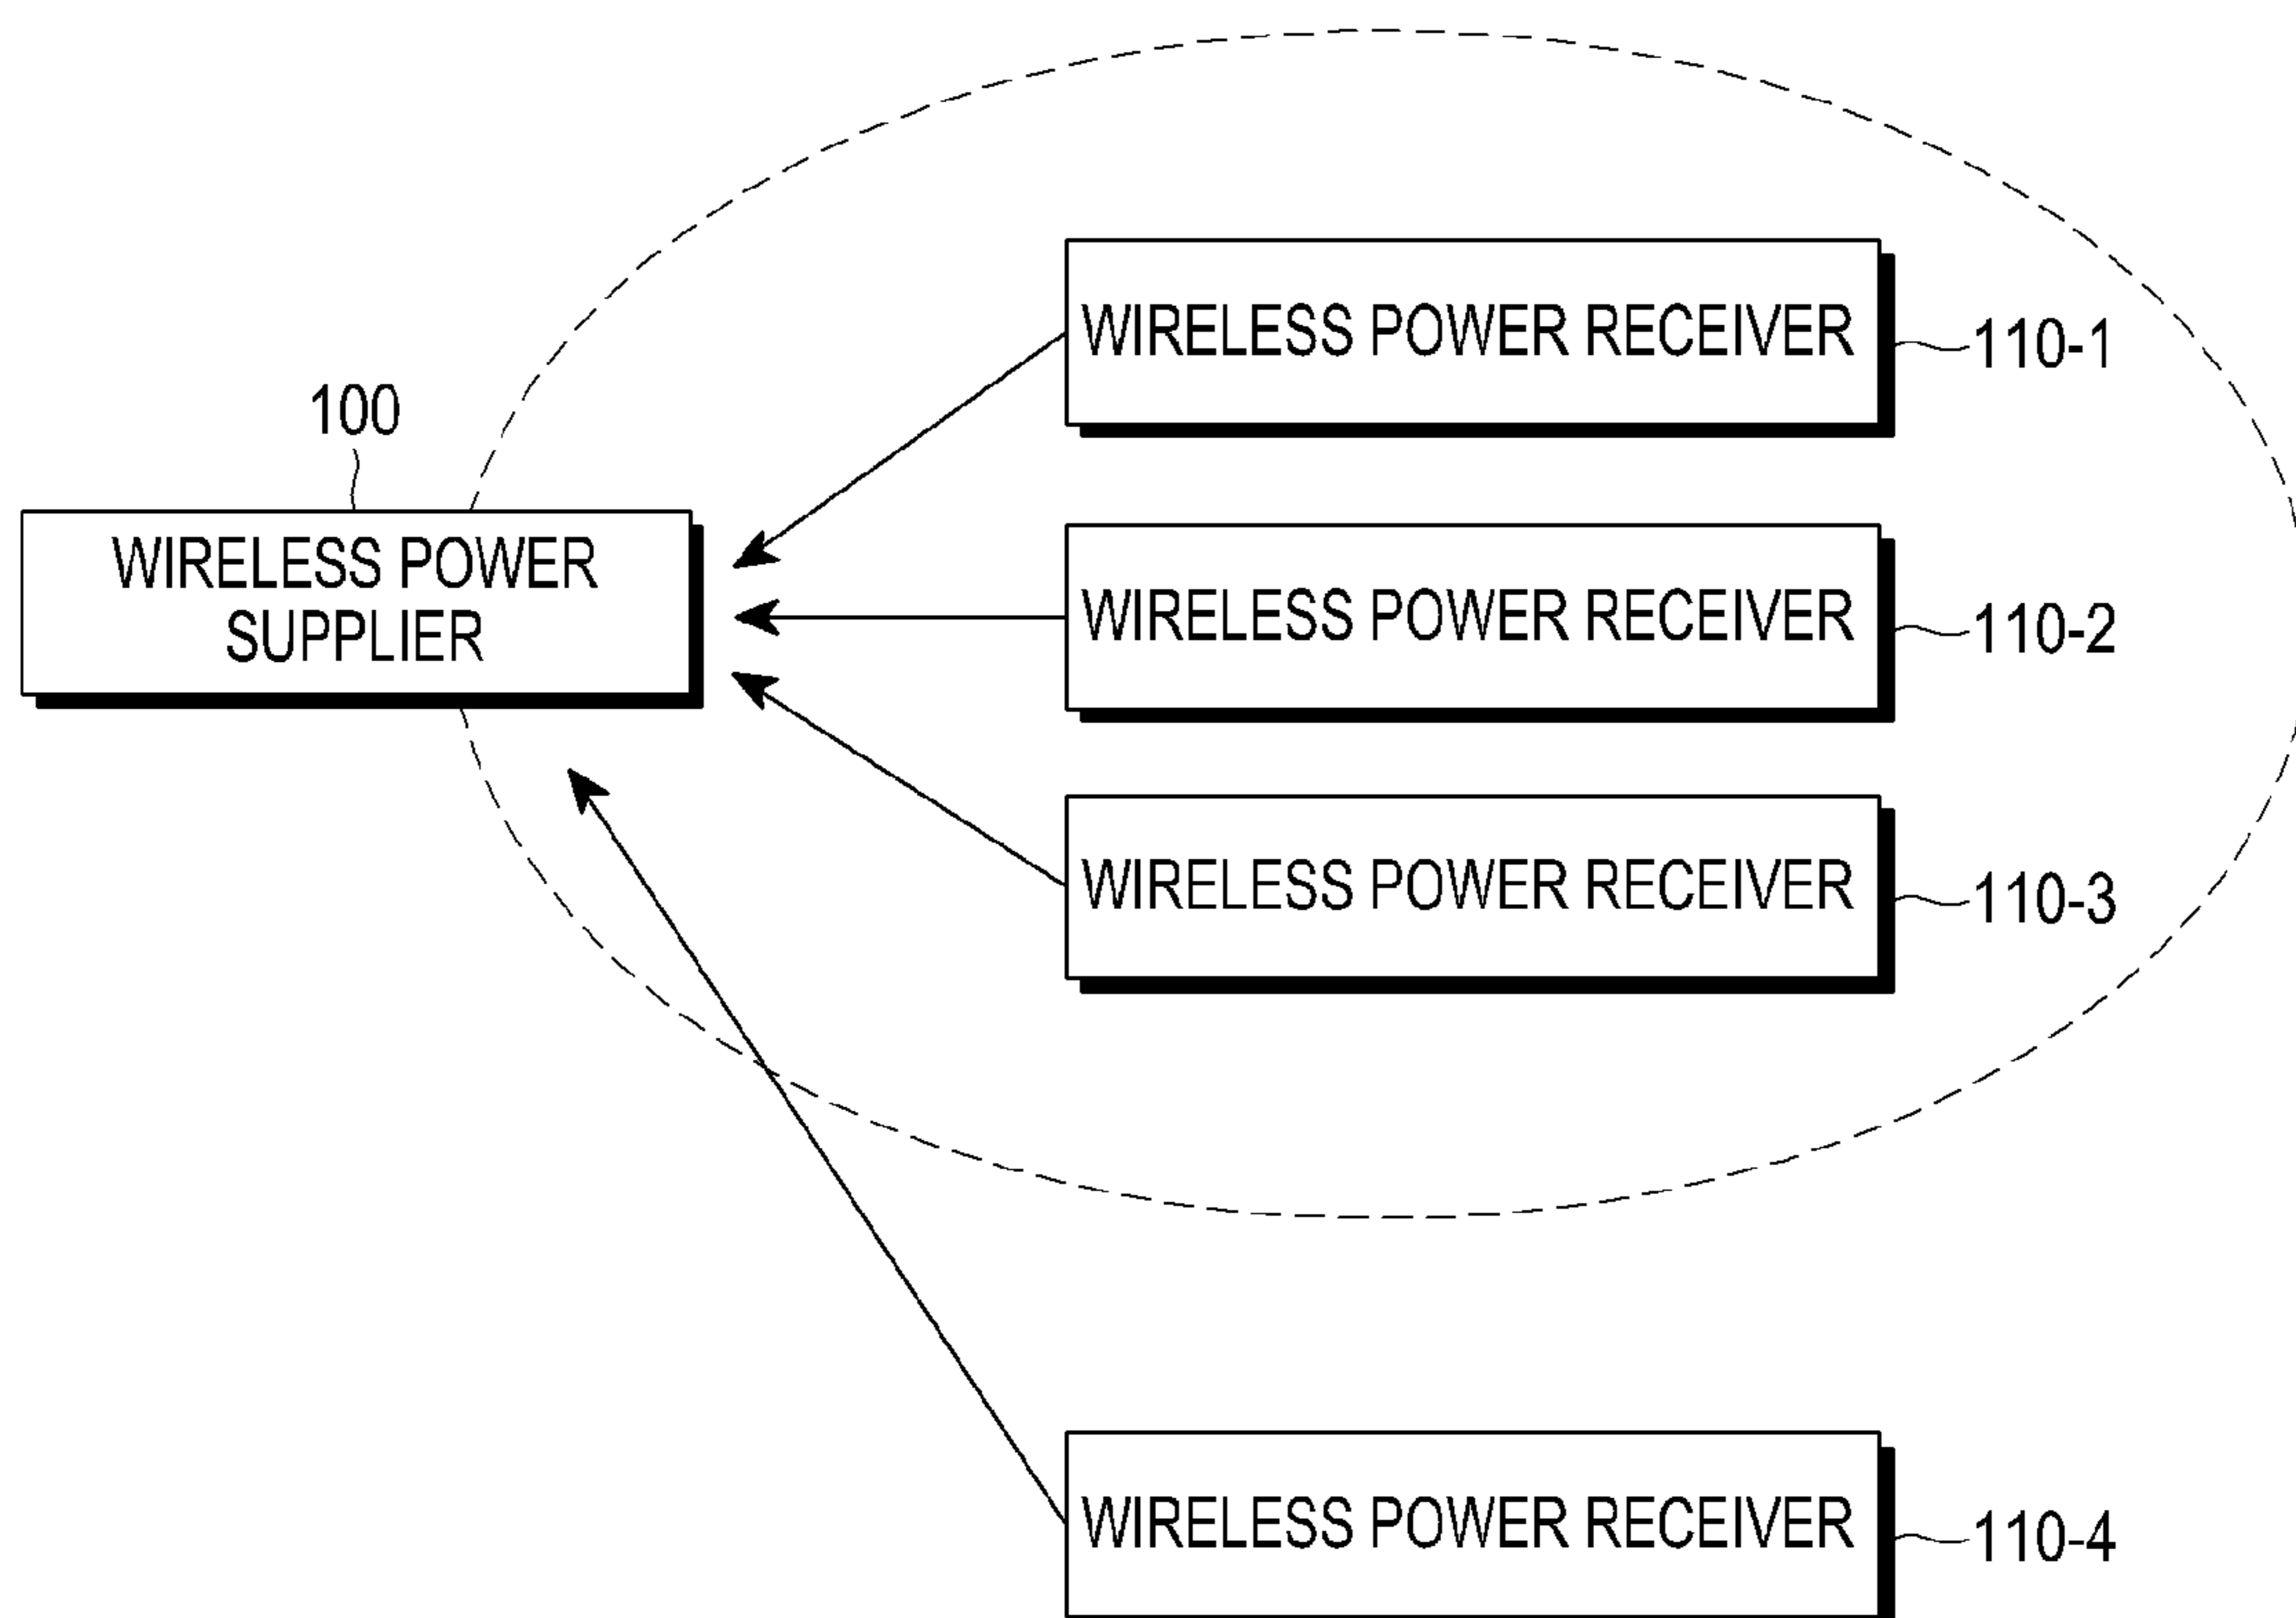 100
WIRELESS POWER
SUPPLIER
WIRELESS POWER RECEIVER
110-1
WIRELESS POWER RECEIVER
110-2
WIRELESS POWER RECEIVER
110-3
WIRELESS POWER RECEIVER
110-4